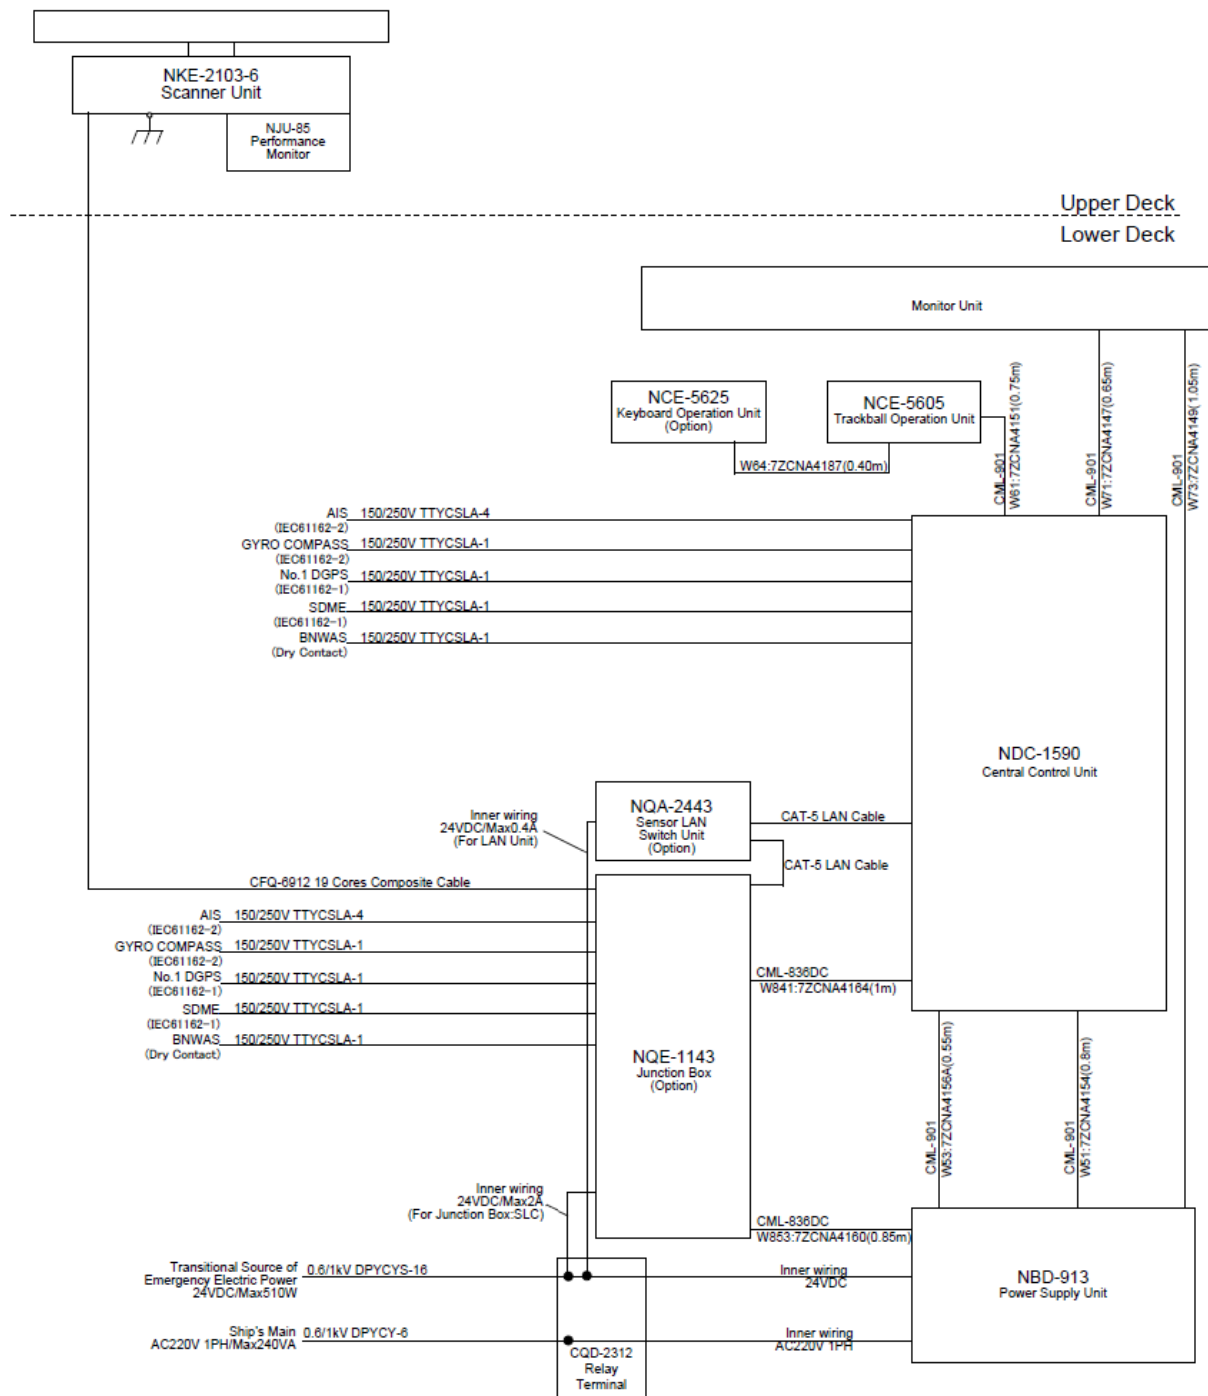 NKE-2103-6
Scanner Unit
NJU-85
Performance
Monitor
Upper Deck
Lower Deck
Monitor Unit
NCE-5625
Keyboard Operation Unit
(Option)
NCE-5605
Trackball Operation Unit
W64:7ZCNA4187(0.40m)
CML-901
W61:7ZCNA4151(0.75m)
CML-901
W71:7ZCNA4147(0.65m)
CML-901
W73:7ZCNA4149(1.05m)
AIS 150/250V TTYCSLA-4
(IEC61162-2)
GYRO COMPASS 150/250V TTYCSLA-1
(IEC61162-2)
No.1 DGPS 150/250V TTYCSLA-1
(IEC61162-1)
SDME 150/250V TTYCSLA-1
(IEC61162-1)
BNWAS 150/250V TTYCSLA-1
(Dry Contact)
NDC-1590
Central Control Unit
NQA-2443
Sensor LAN
Switch Unit
(Option)
Inner wiring
24VDC/Max0.4A
(For LAN Unit)
CAT-5 LAN Cable
CAT-5 LAN Cable
CFQ-6912 19 Cores Composite Cable
AIS 150/250V TTYCSLA-4
(IEC61162-2)
GYRO COMPASS 150/250V TTYCSLA-1
(IEC61162-2)
No.1 DGPS 150/250V TTYCSLA-1
(IEC61162-1)
SDME 150/250V TTYCSLA-1
(IEC61162-1)
BNWAS 150/250V TTYCSLA-1
(Dry Contact)
CML-836DC
W841:7ZCNA4164(1m)
NQE-1143
Junction Box
(Option)
CML-901
W53:7ZCNA4156A(0.55m)
CML-901
W51:7ZCNA4154(0.8m)
Inner wiring
24VDC/Max2A
(For Junction Box:SLC)
CML-836DC
W853:7ZCNA4160(0.85m)
Transitional Source of
Emergency Electric Power
24VDC/Max510W
0.6/1kV DPYCYS-16
Inner wiring
24VDC
NBD-913
Power Supply Unit
Ship's Main
AC220V 1PH/Max240VA
0.6/1kV DPYCY-6
Inner wiring
AC220V 1PH
CQD-2312
Relay
Terminal